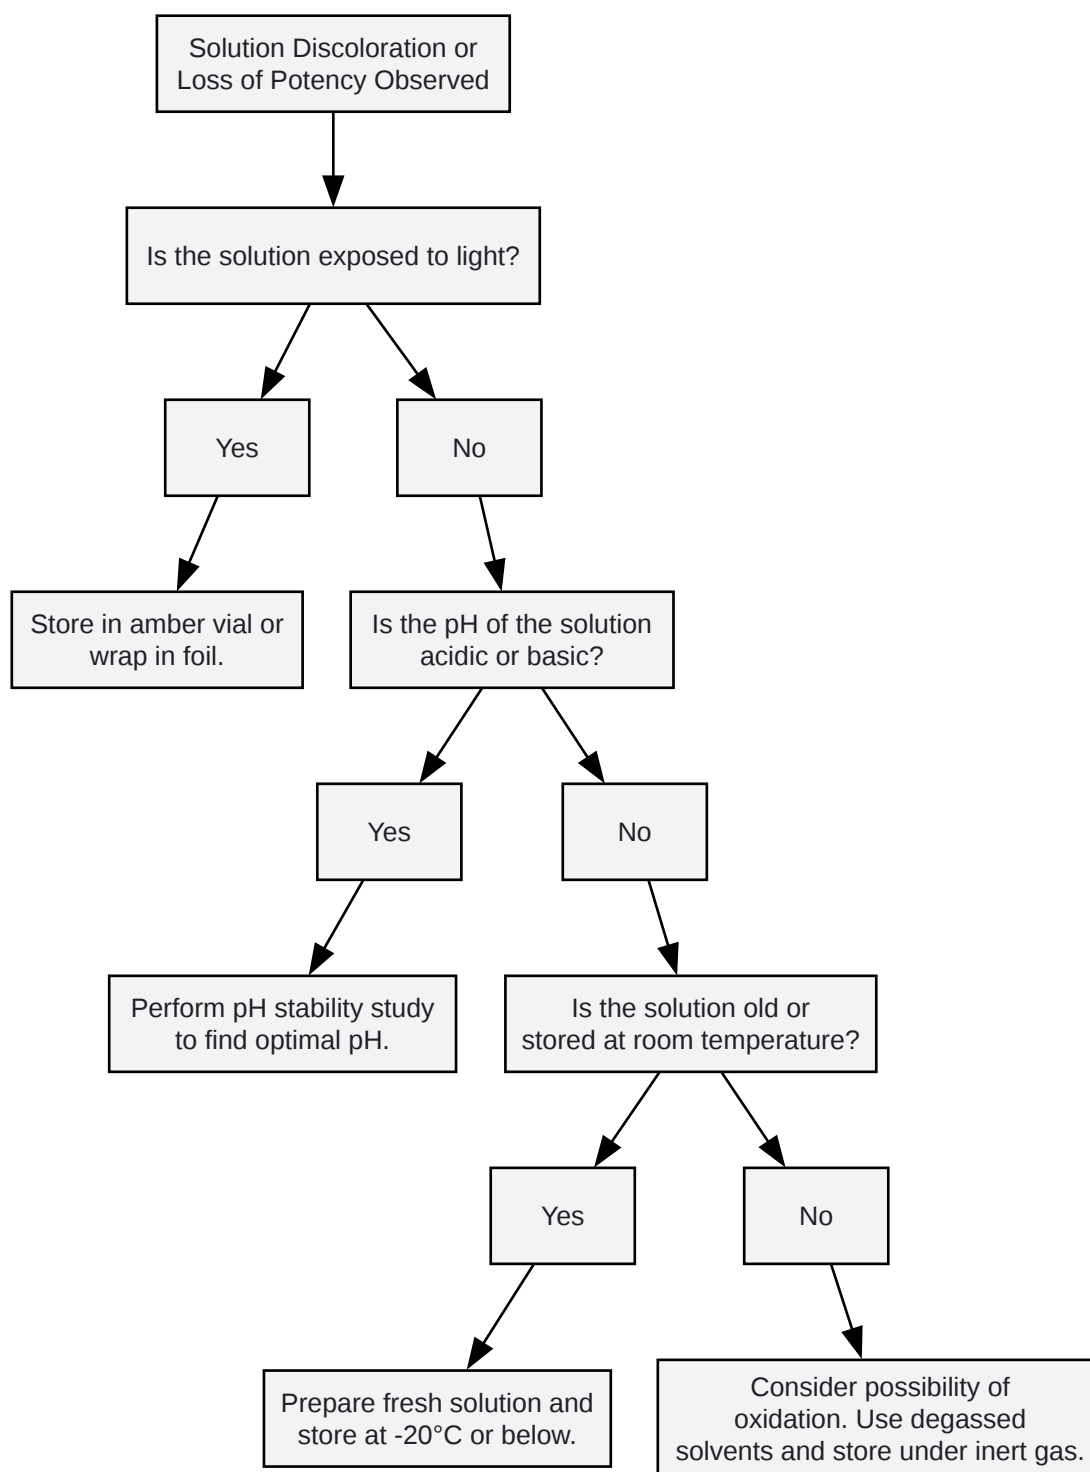 Solution Discoloration or
Loss of Potency Observed
Is the solution exposed to light?
Yes
No
Store in amber vial or
wrap in foil.
Is the pH of the solution
acidic or basic?
Yes
No
Perform pH stability study
to find optimal pH.
Is the solution old or
stored at room temperature?
Yes
No
Prepare fresh solution and
store at -20°C or below.
Consider possibility of
oxidation. Use degassed
solvents and store under inert gas.